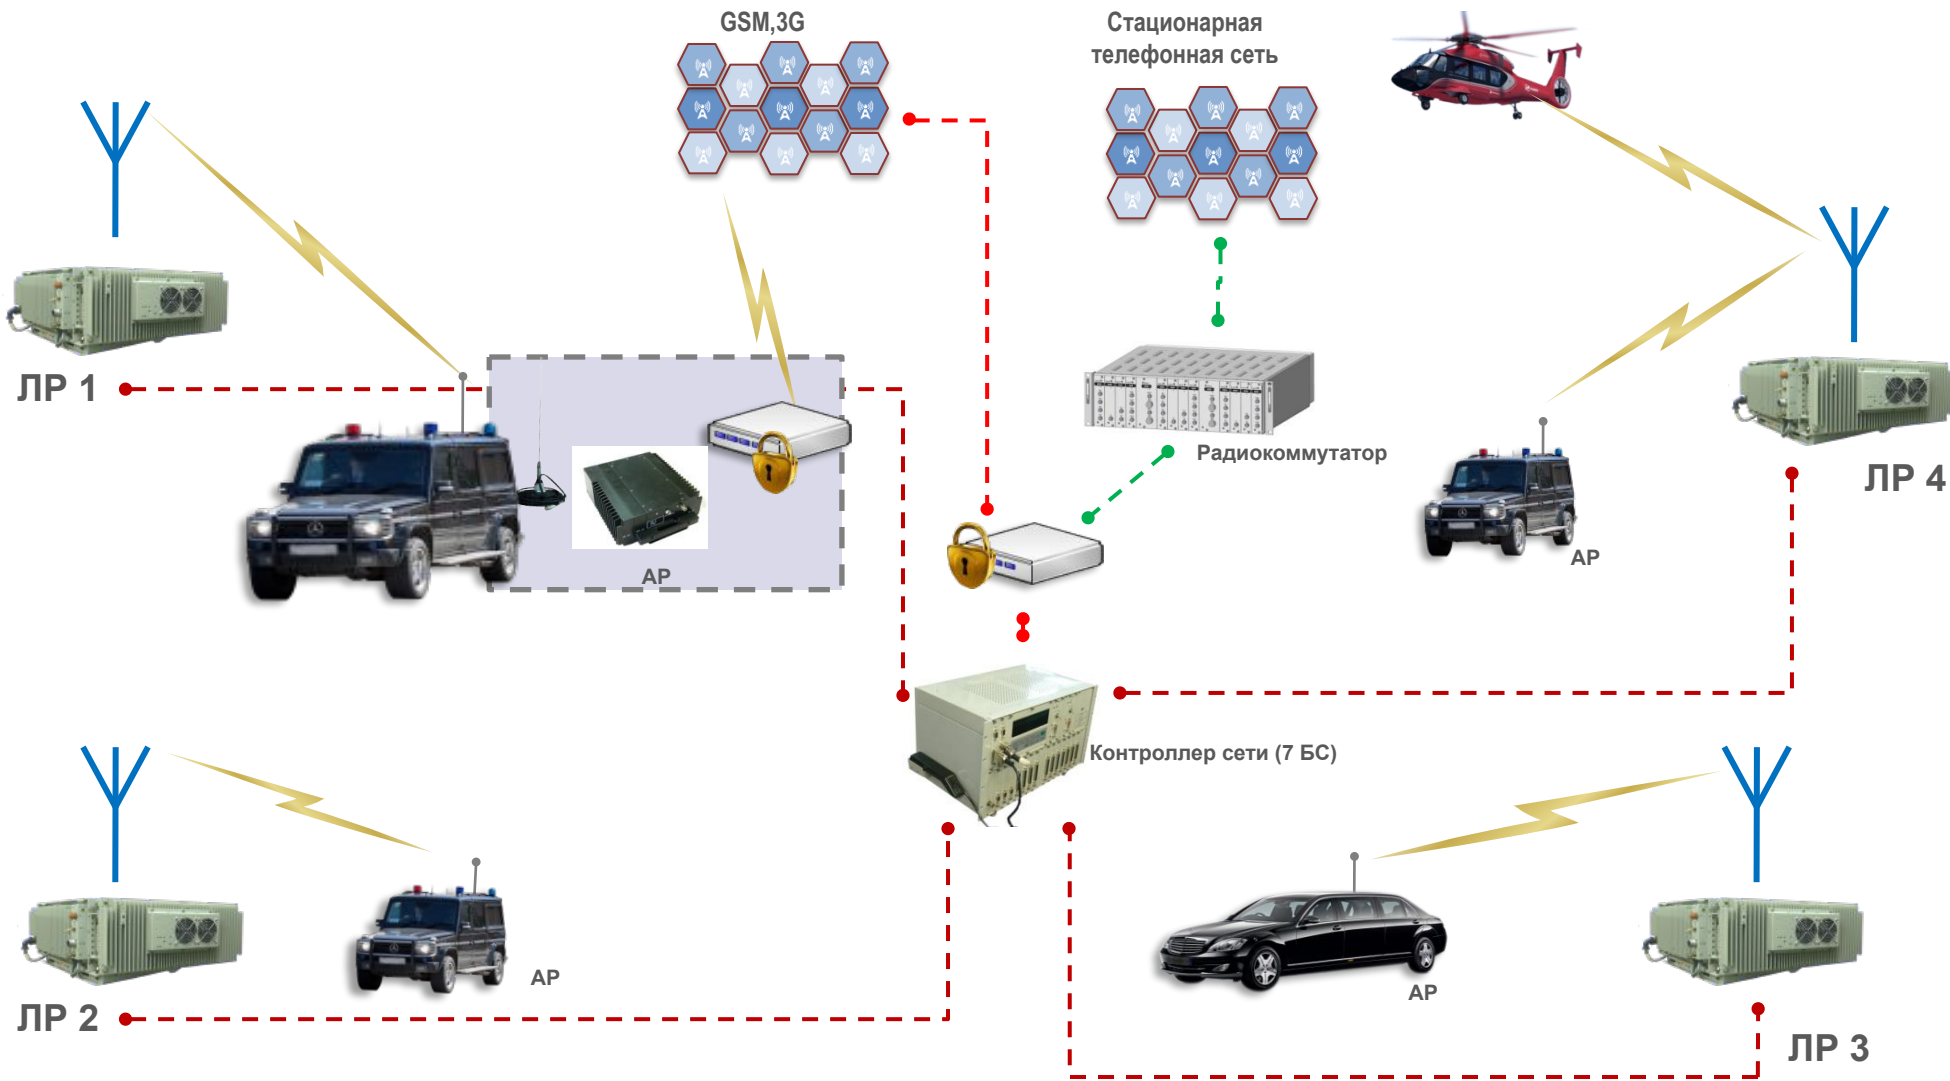 GSM,3G
Стационарная
телефонная сеть
ЛР 1
АР
Радиокоммутатор
ЛР 4
АР
Контроллер сети (7 БС)
АР
АР
ЛР 2
ЛР 3